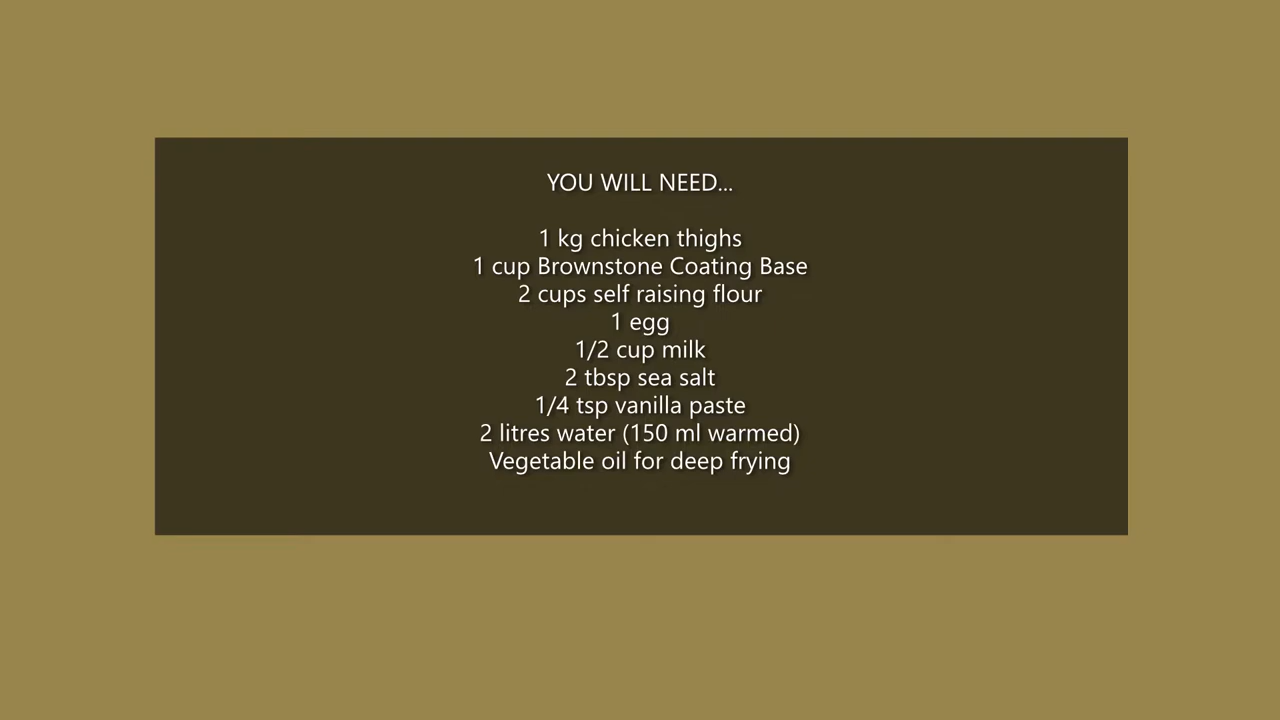 YOU WILL NEED...
1 kg chicken thighs
1 cup Brownstone Coating Base
2 cups self raising flour
1 egg
1/2 cup milk
2 tbsp sea salt
1/4 tsp vanilla paste
2 litres water (150 ml warmed)
Vegetable oil for deep frying